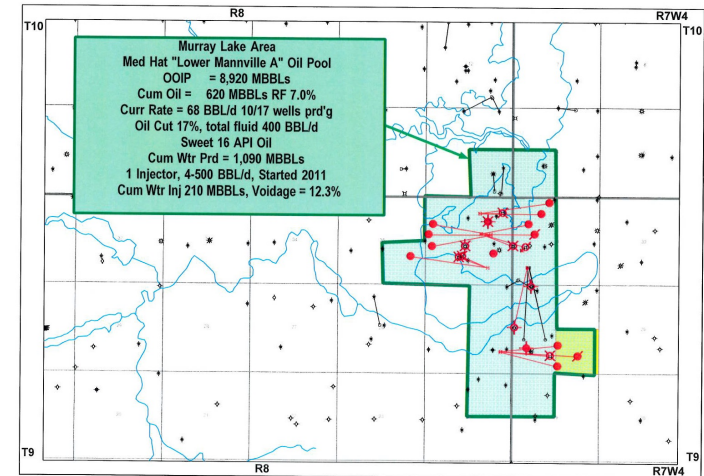 R8
R7W4
T10
T10
Murray Lake Area
Med Hat "Lower Mannville A" Oil Pool
OOIP = 8,920 MBBLs
Cum Oil = 620 MBBLs RF 7.0%
Curr Rate = 68 BBL/d 10/17 wells prd'g
Oil Cut 17%, total fluid 400 BBL/d
Sweet 16 API Oil
Cum Wtr Prd = 1,090 MBBLs
1 Injector, 4-500 BBL/d, Started 2011
Cum Wtr Inj 210 MBBLs, Voidage = 12.3%
T9
T9
R8
R7W4